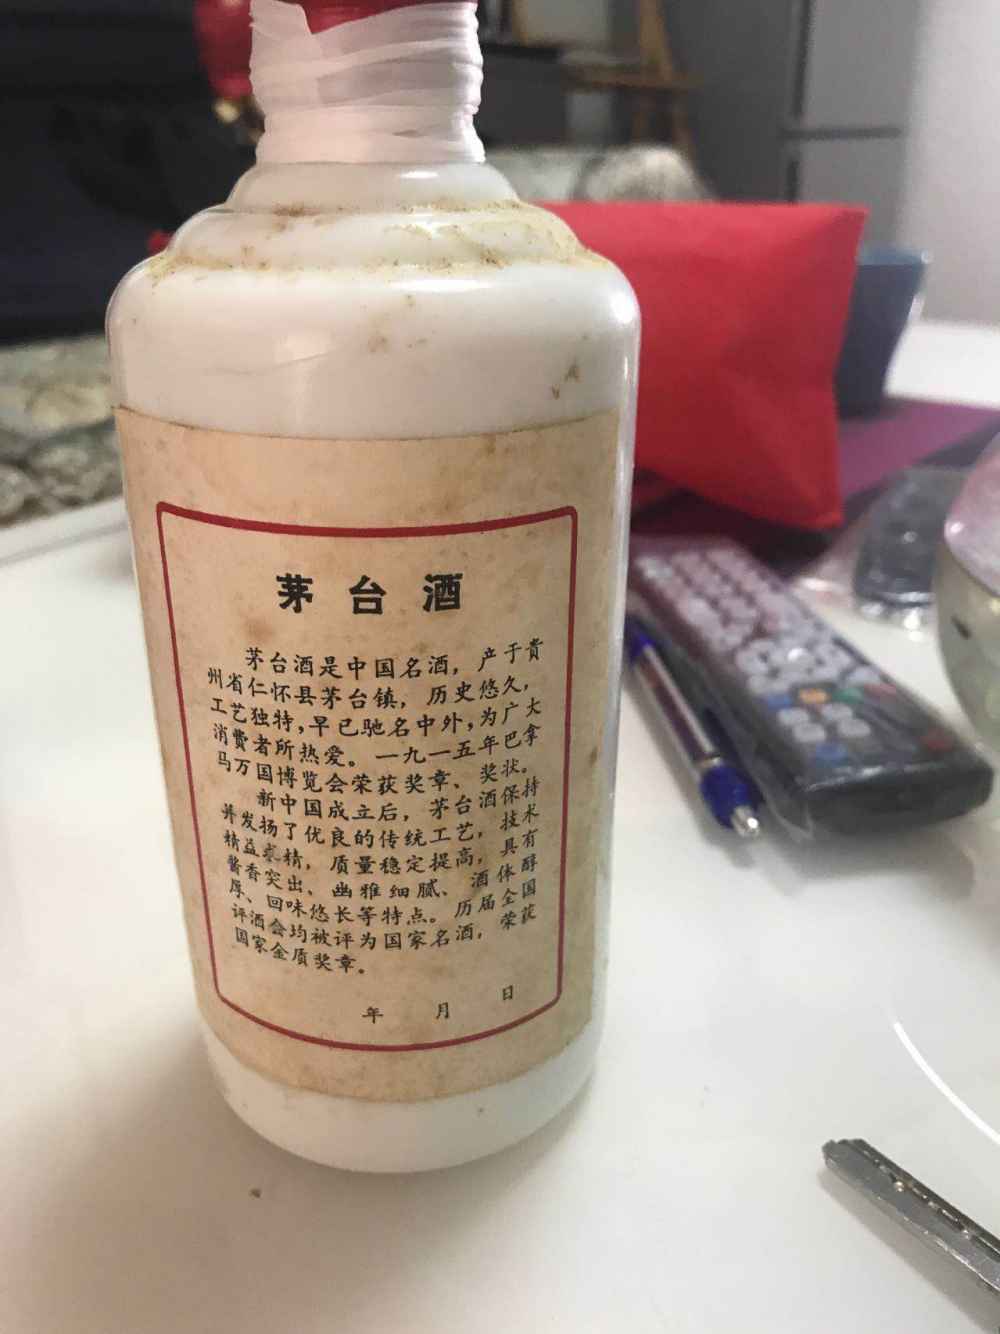 茅台酒
茅台酒是中国名酒，产于贵
州省仁怀县茅台镇，历史悠久，
工艺独特，早已驰名中外，为广大
消费者所热爱。一九一五年巴拿
马万国博览会荣获奖章、奖状。
新中国成立后，茅台酒保持
并发扬了优良的传统工艺，技术
精益求精，质量稳定提高，具有
酱香突出、幽雅细腻、酒体醇
厚、回味悠长等特点。历届全国
评酒会均被评为国家名酒，荣获
国家金质奖章。
年 月 日